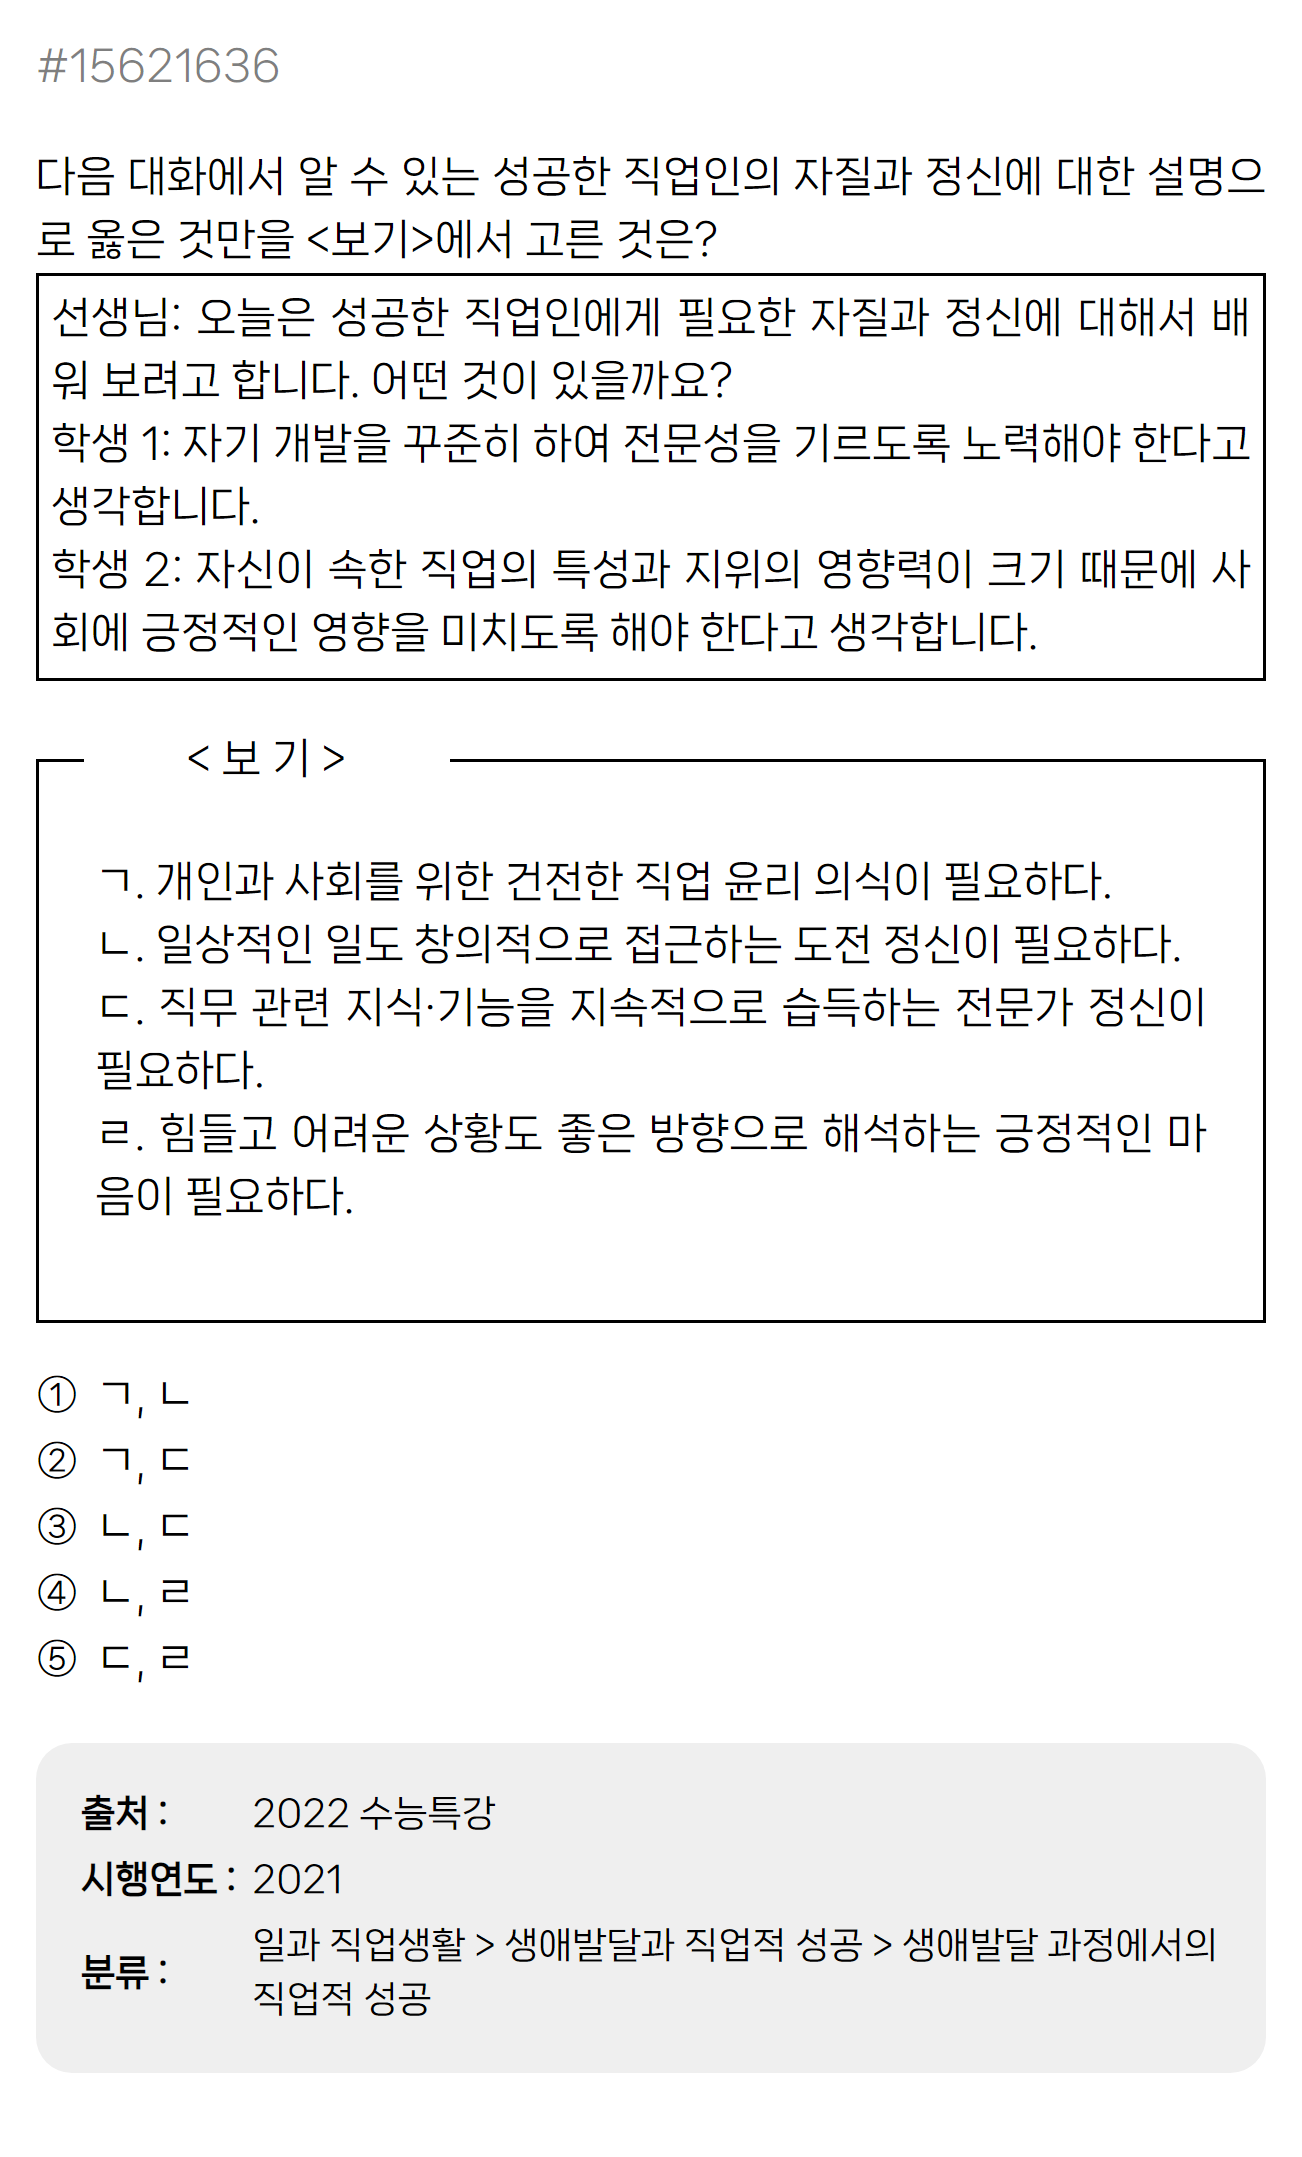 #15621636
다음 대화에서 알 수 있는 성공한 직업인의 자질과 정신에 대한 설명으
로 옳은 것만을 <보기>에서 고른 것은?
선생님: 오늘은 성공한 직업인에게 필요한 자질과 정신에 대해서 배
워 보려고 합니다. 어떤 것이 있을까요?
학생 1: 자기 개발을 꾸준히 하여 전문성을 기르도록 노력해야 한다고
생각합니다.
학생 2: 자신이 속한 직업의 특성과 지위의 영향력이 크기 때문에 사
회에 긍정적인 영향을 미치도록 해야 한다고 생각합니다.
< 보 기 >
ㄱ. 개인과 사회를 위한 건전한 직업 윤리 의식이 필요하다.
ㄴ. 일상적인 일도 창의적으로 접근하는 도전 정신이 필요하다.
ㄷ. 직무 관련 지식·기능을 지속적으로 습득하는 전문가 정신이
필요하다.
ㄹ. 힘들고 어려운 상황도 좋은 방향으로 해석하는 긍정적인 마
음이 필요하다.
① ㄱ, ㄴ
② ㄱ, ㄷ
③ ㄴ, ㄷ
④ ㄴ, ㄹ
⑤ ㄷ, ㄹ
출처 : 2022 수능특강
시행연도 : 2021
분류 : 일과 직업생활 > 생애발달과 직업적 성공 > 생애발달 과정에서의
직업적 성공